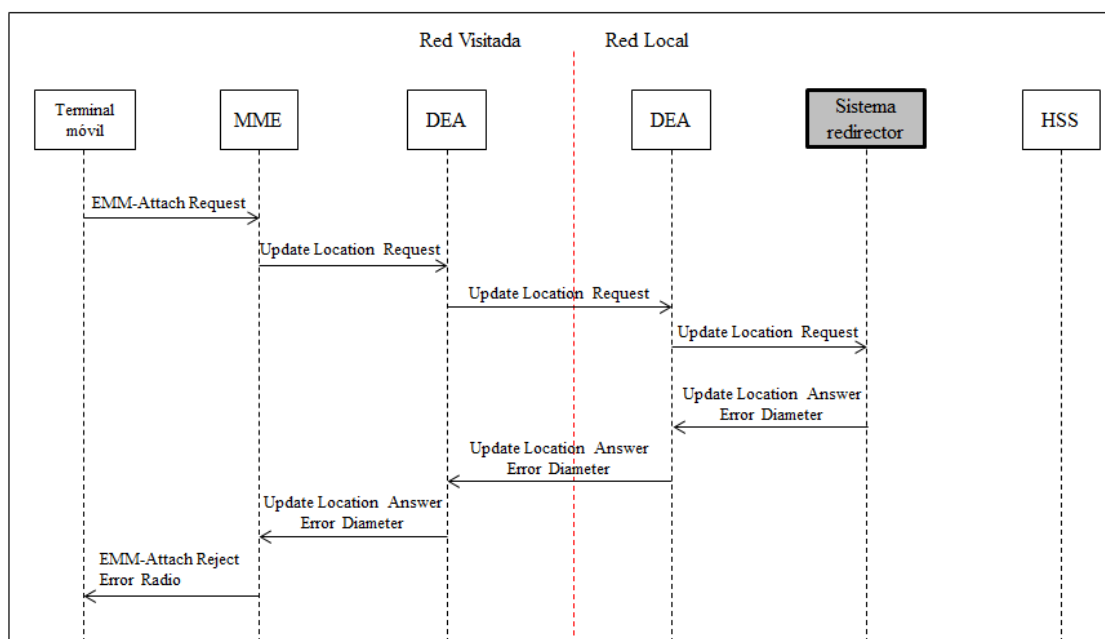 Red Visitada
Red Local
Terminal
móvil
MME
DEA
DEA
Sistema
redirector
HSS
EMM-Attach Request
Update Location Request
Update Location Request
Update Location Request
Update Location Answer
Error Diameter
Update Location Answer
Error Diameter
Update Location Answer
Error Diameter
EMM-Attach Reject
Error Radio